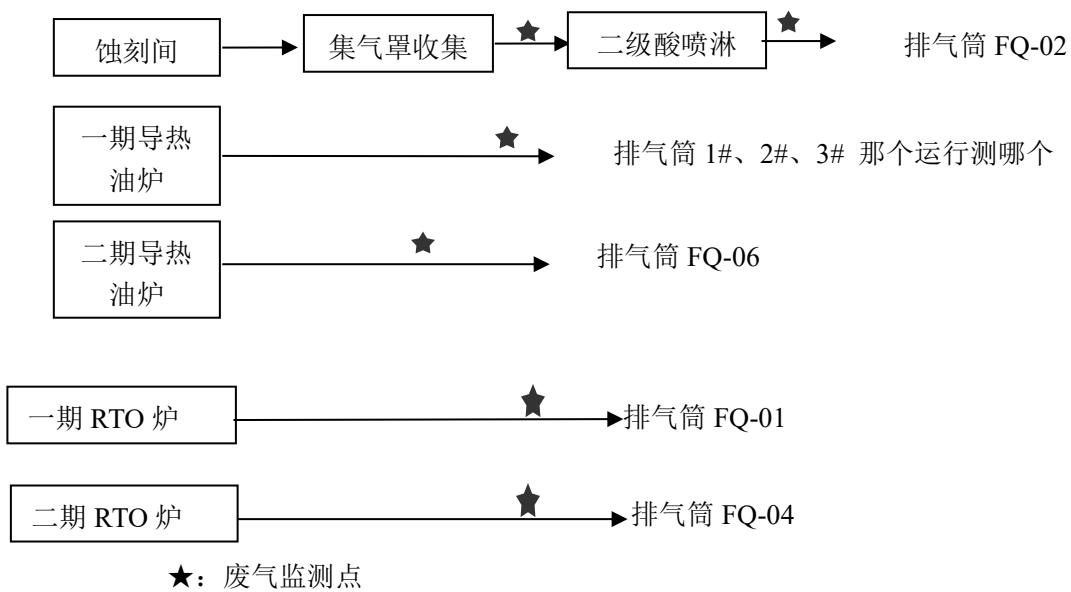 蚀刻间
集气罩收集
二级酸喷淋
排气筒 FQ-02
一期导热
油炉
排气筒 1#、2#、3# 那个运行测哪个
二期导热
油炉
排气筒 FQ-06
一期 RTO 炉
排气筒 FQ-01
二期 RTO 炉
排气筒 FQ-04
★：废气监测点